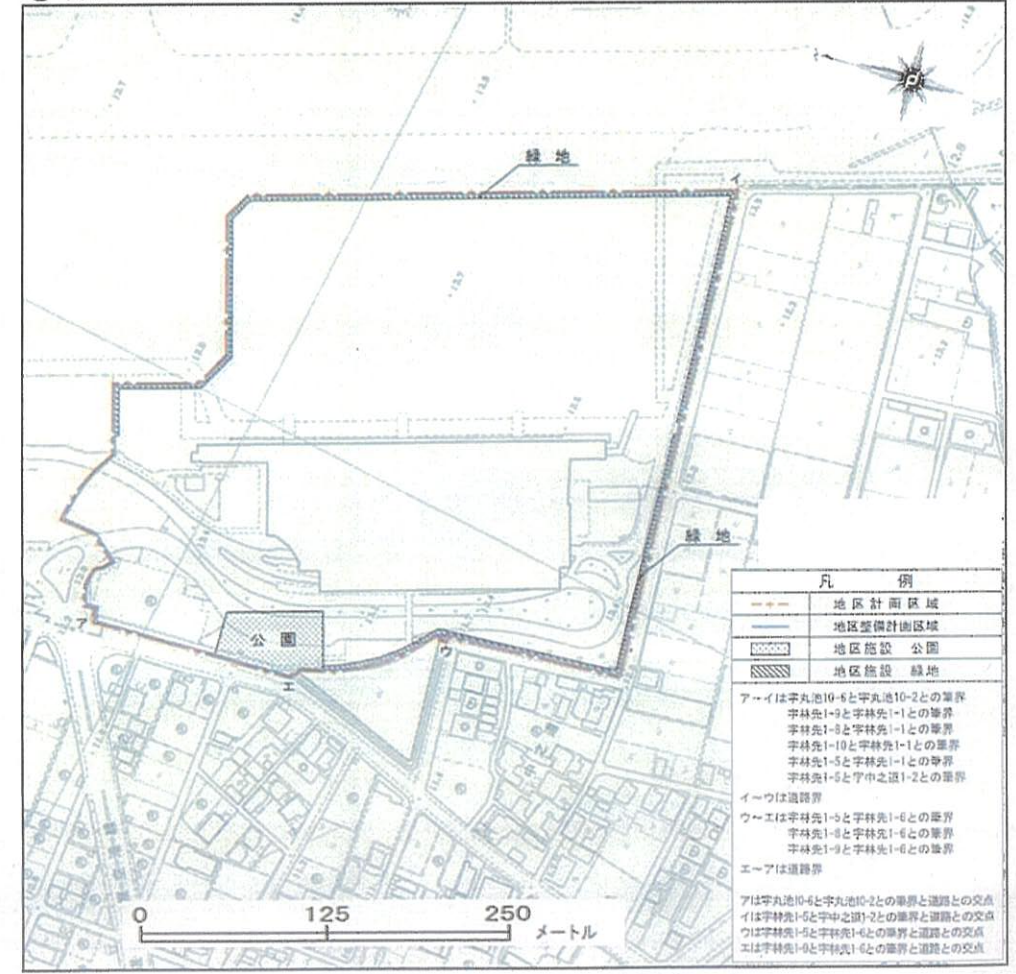 緑地
イ
緑地
公園
ア
ウ
エ
凡例
地区計画区域
地区整備計画区域
地区施設 公園
地区施設 緑地
ア~イは字丸池10-6と字丸池10-2との筆界
字林先1-9と字林先1-1との筆界
字林先1-8と字林先1-1との筆界
字林先1-10と字林先1-1との筆界
字林先1-5と字林先1-1との筆界
字林先1-5と字中之道1-2との筆界
イ~ウは道路界
ウ~エは字林先1-5と字林先1-6との筆界
字林先1-8と字林先1-6との筆界
字林先1-9と字林先1-6との筆界
エ~アは道路界
アは字丸池10-6と字丸池10-2との筆界と道路との交点
イは字林先1-5と字中之道1-2との筆界と道路との交点
ウは字林先1-5と字林先1-6との筆界と道路との交点
エは字林先1-9と字林先1-6との筆界と道路との交点
0 125 250
メートル